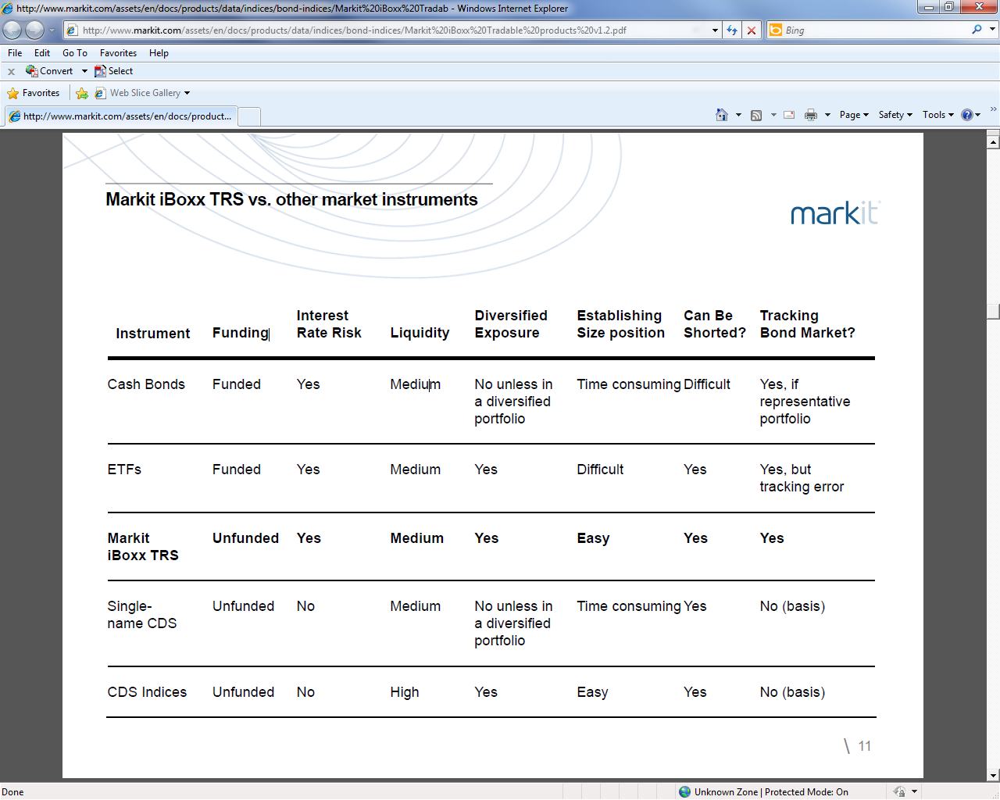 http://www.markit.com/assets/en/docs/products/data/indices/bond-indices/Markit%20iBoxx%20Tradab - Windows Internet Explorer
http://www.markit.com/assets/en/docs/products/data/indices/bond-indices/Markit%20iBoxx%20Tradable%20products%20v1.2.pdf
Bing
File Edit Go To Favorites Help
x Convert Select
Favorites Web Slice Gallery
http://www.markit.com/assets/en/docs/product... Page Safety Tools
Markit iBoxx TRS vs. other market instruments
markit
Interest Diversified Establishing Can Be Tracking
Instrument Funding Rate Risk Liquidity Exposure Size position Shorted? Bond Market?
Cash Bonds Funded Yes Medium No unless in Time consuming Difficult Yes, if
a diversified representative
portfolio portfolio
ETFs Funded Yes Medium Yes Difficult Yes Yes, but
tracking error
Markit Unfunded Yes Medium Yes Easy Yes Yes
iBoxx TRS
Single- Unfunded No Medium No unless in Time consuming Yes No (basis)
name CDS a diversified
portfolio
CDS Indices Unfunded No High Yes Easy Yes No (basis)
\ 11
Done Unknown Zone | Protected Mode: On